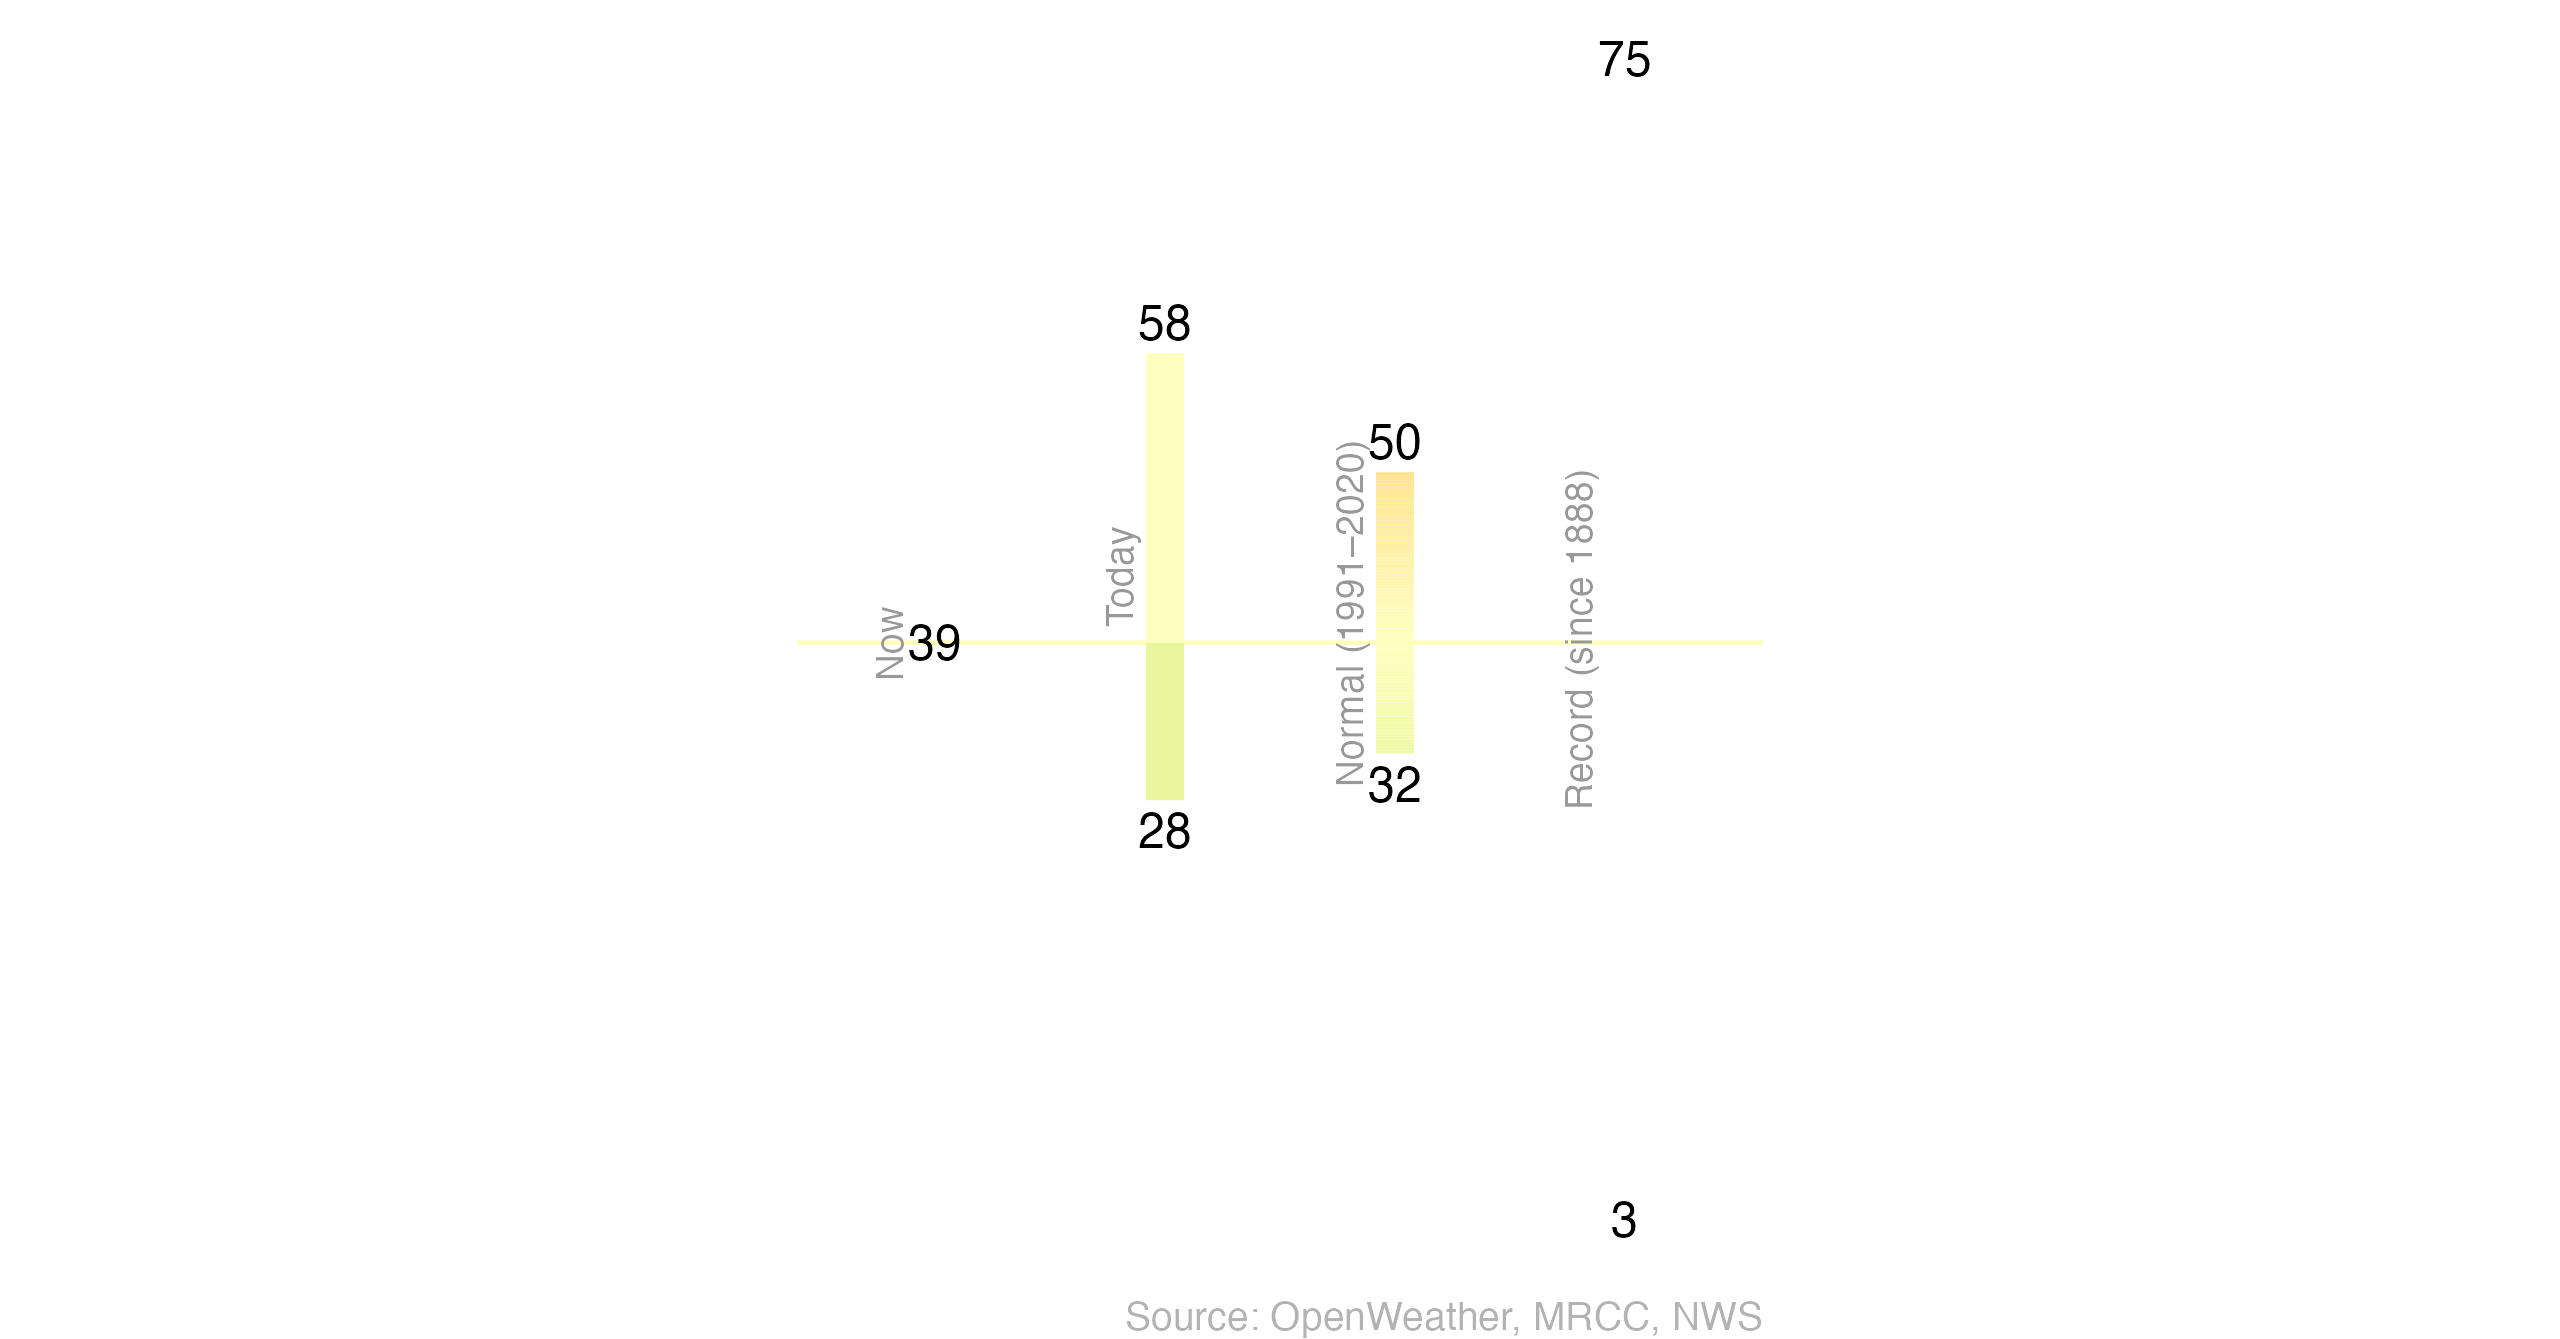 75
58
50
Normal (1991–2020)
Record (since 1888)
Today
Now
39
32
28
3
Source: OpenWeather, MRCC, NWS